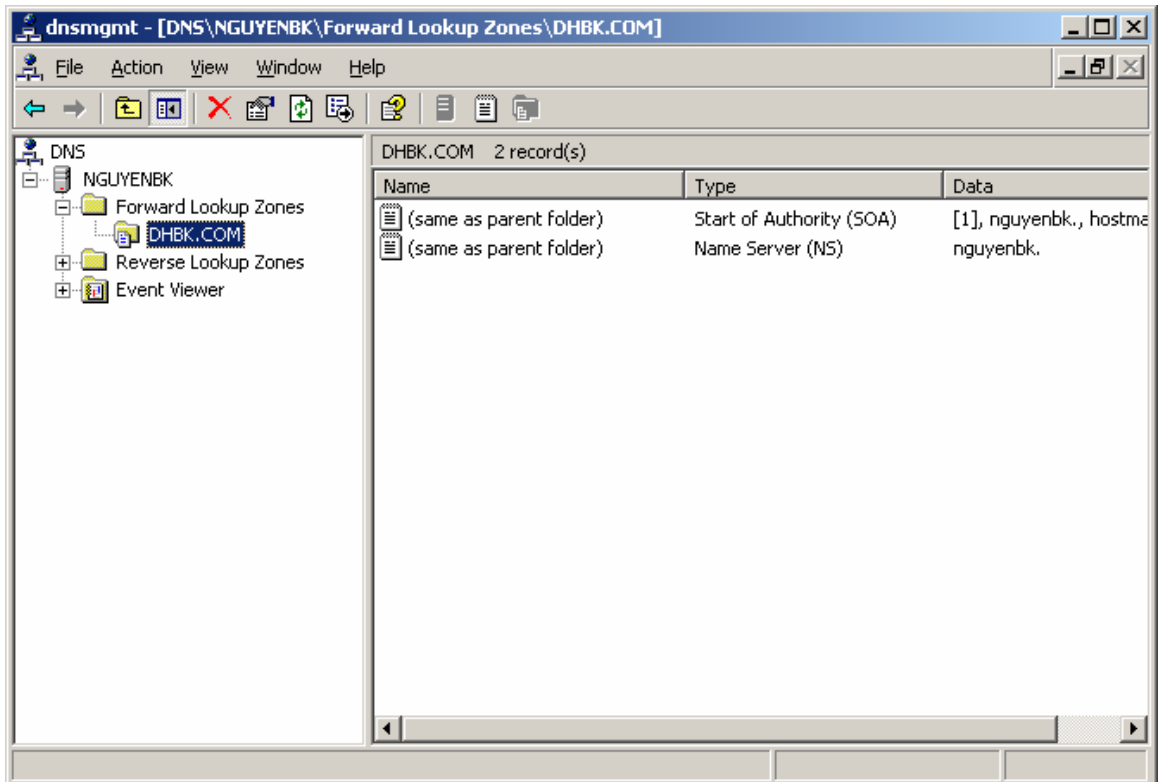 dnsmgmt - [DNS\NGUYENBK\Forward Lookup Zones\DHBK.COM]
File Action View Window Help
DNS
NGUYENBK
Forward Lookup Zones
DHBK.COM
Reverse Lookup Zones
Event Viewer
DHBK.COM 2 record(s)
Name Type Data
(same as parent folder) Start of Authority (SOA) [1], nguyenbk., hostma
(same as parent folder) Name Server (NS) nguyenbk.